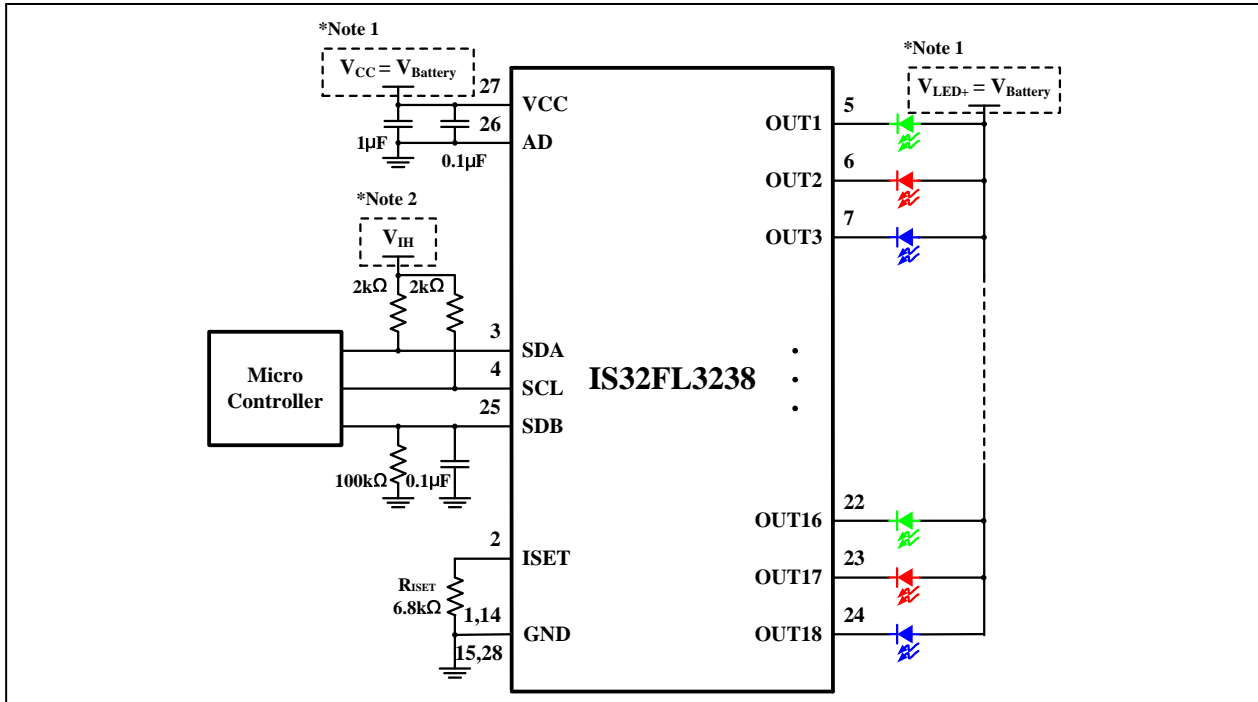 *Note 1
VCC = VBattery
27
VCC
1µF
26
AD
0.1µF
*Note 2
VIH
2kΩ
2kΩ
Micro
Controller
3
SDA
4
SCL
25
SDB
100kΩ
0.1µF
2
ISET
RISET
6.8kΩ
1,14
GND
15,28
IS32FL3238
*Note 1
VLED+ = VBattery
5
OUT1
6
OUT2
7
OUT3
22
OUT16
23
OUT17
24
OUT18